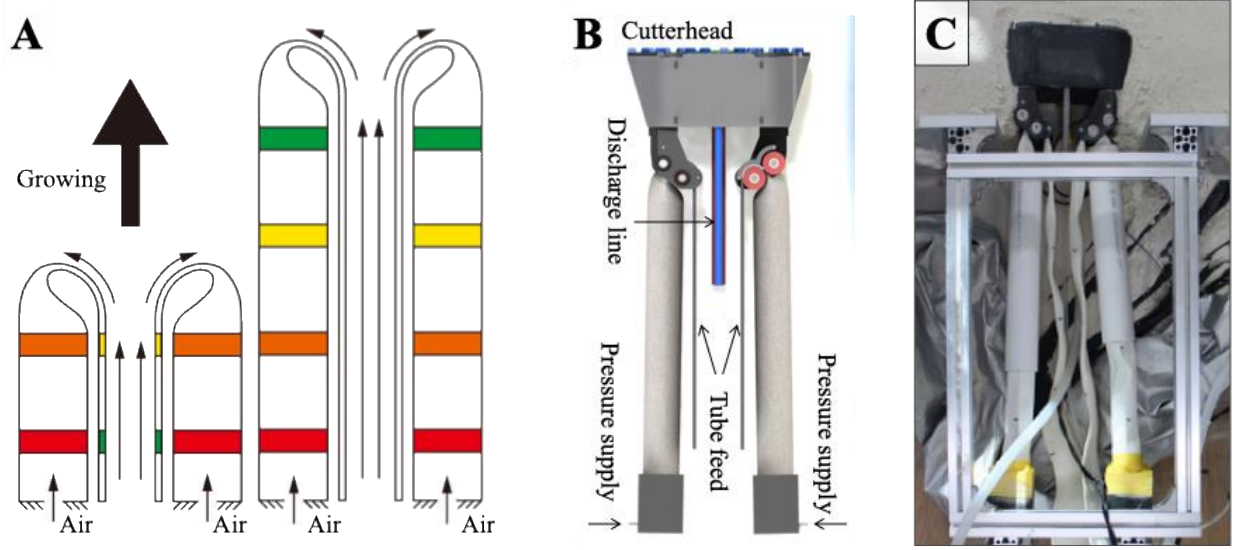 A
Growing
Air
Air
Air
Air
B
Cutterhead
Discharge line
Pressure supply
Tube feed
Pressure supply
C